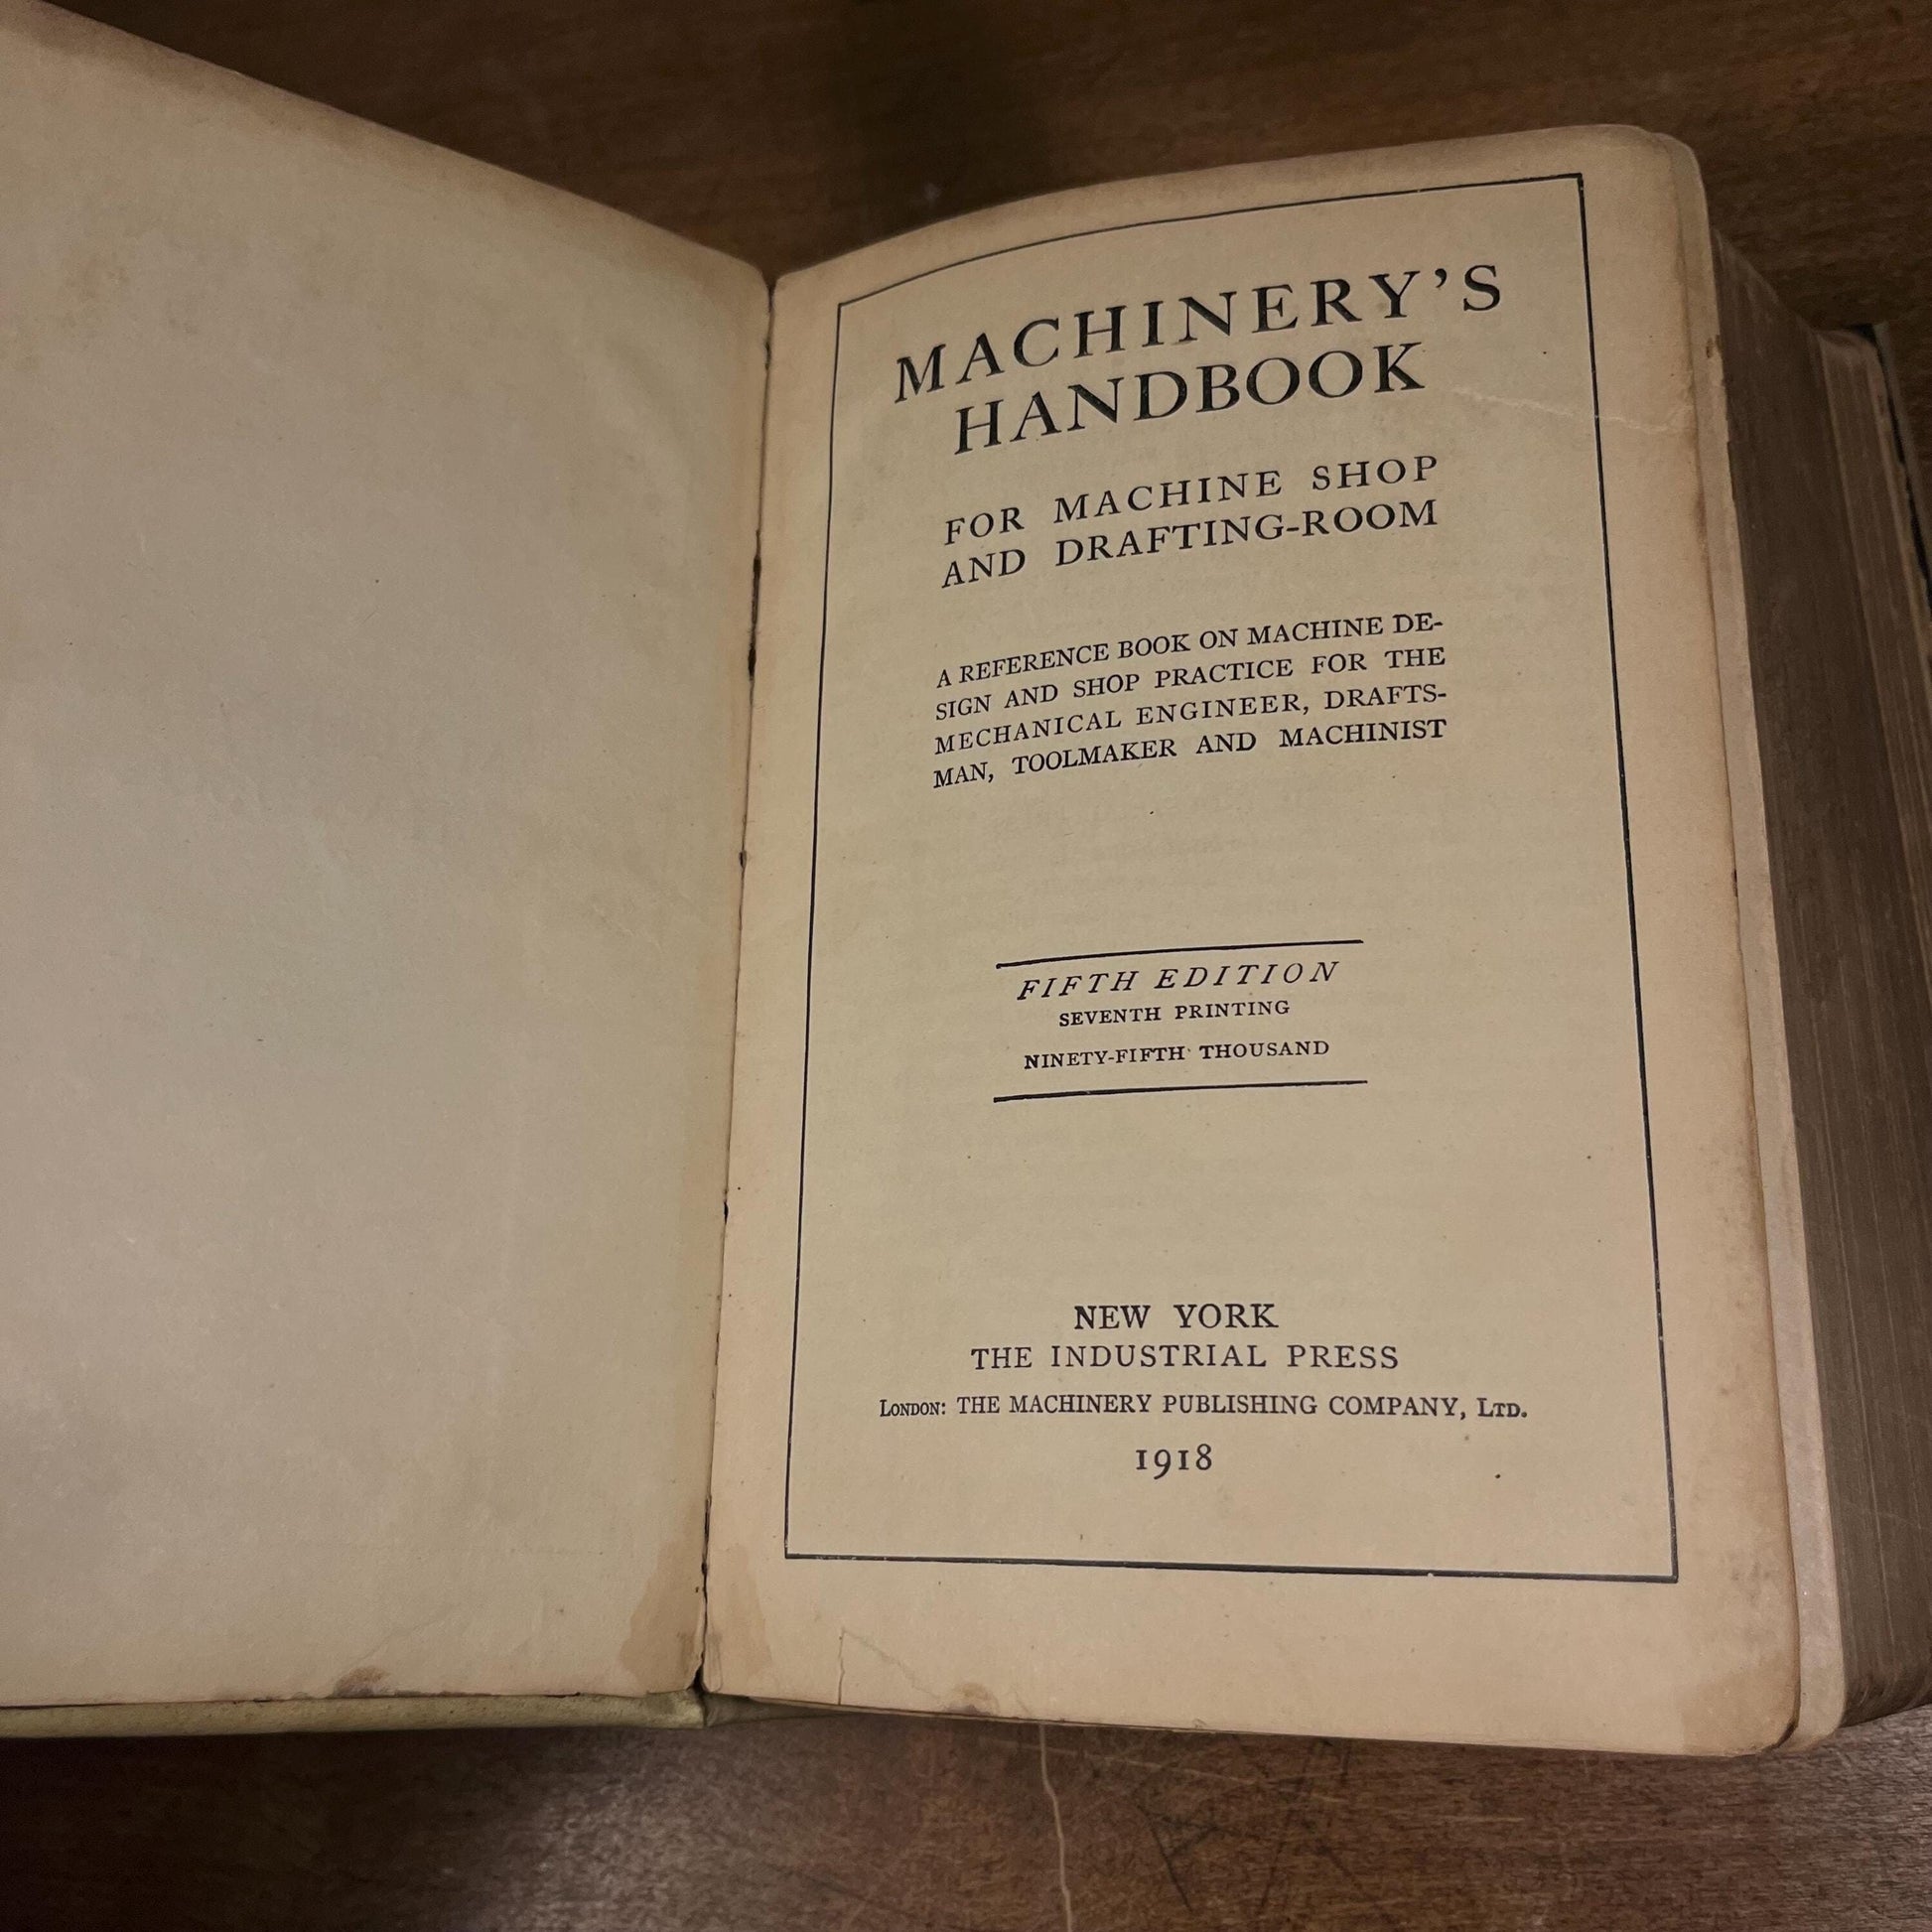 MACHINERY'S
HANDBOOK
FOR MACHINE SHOP
AND DRAFTING-ROOM
A REFERENCE BOOK ON MACHINE DE-
SIGN AND SHOP PRACTICE FOR THE
MECHANICAL ENGINEER, DRAFTS-
MAN, TOOLMAKER AND MACHINIST
FIFTH EDITION
SEVENTH PRINTING
NINETY-FIFTH THOUSAND
NEW YORK
THE INDUSTRIAL PRESS
LONDON: THE MACHINERY PUBLISHING COMPANY, LTD.
1918